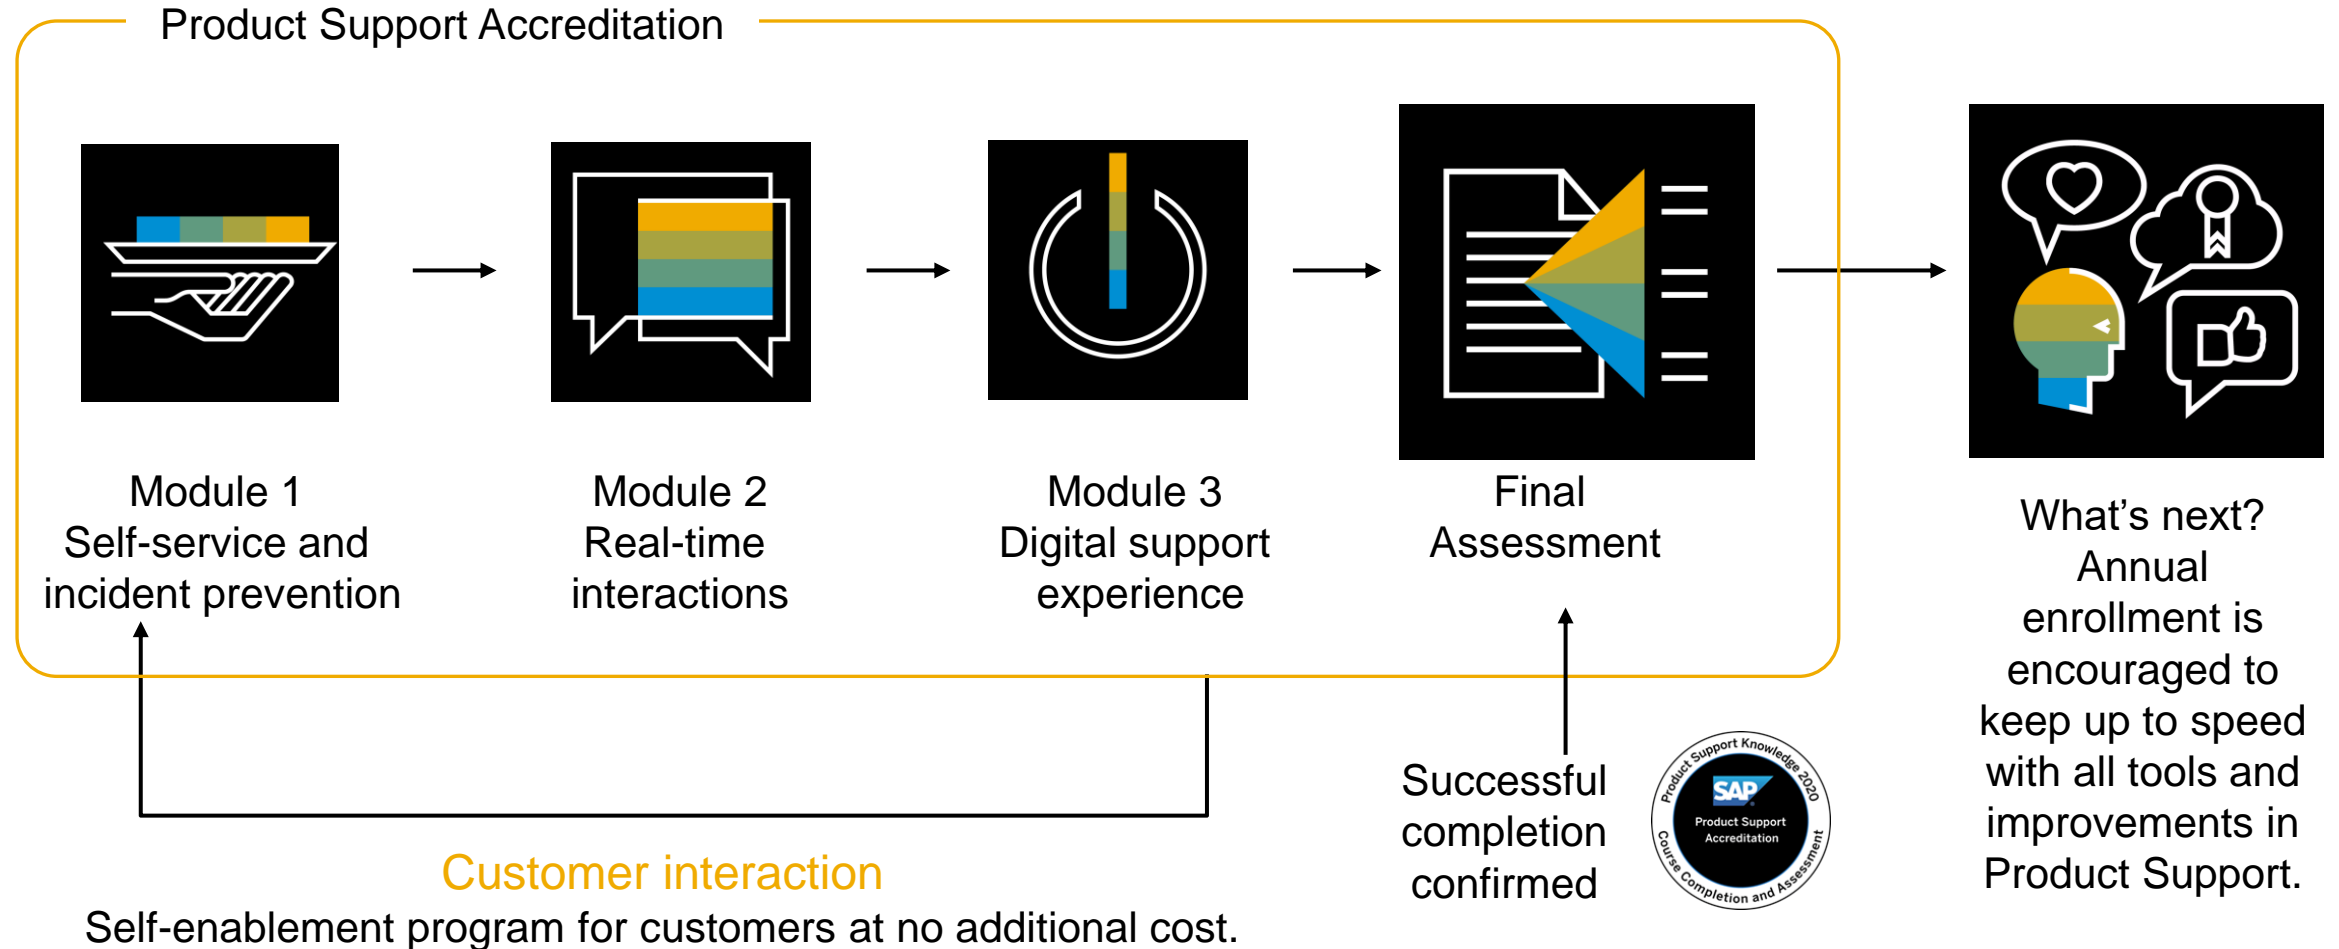 Product Support Accreditation
Module 1
Self-service and
incident prevention
Module 2
Real-time
interactions
Module 3
Digital support
experience
Final
Assessment
What’s next?
Annual
enrollment is
encouraged to
keep up to speed
with all tools and
improvements in
Product Support.
Successful
completion
confirmed
Product Support Knowledge 2020
SAP
Product Support
Accreditation
Course Completion and Assessment
Customer interaction
Self-enablement program for customers at no additional cost.